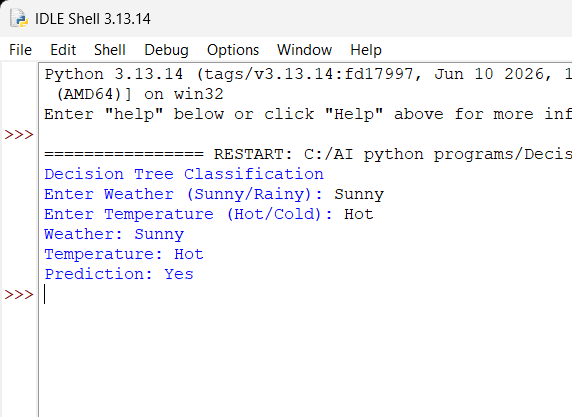 IDLE Shell 3.13.14
File Edit Shell Debug Options Window Help
Python 3.13.14 (tags/v3.13.14:fd17997, Jun 10 2026, 1
(AMD64)] on win32
Enter "help" below or click "Help" above for more inf
>>>
================ RESTART: C:/AI python programs/Decis
Decision Tree Classification
Enter Weather (Sunny/Rainy): Sunny
Enter Temperature (Hot/Cold): Hot
Weather: Sunny
Temperature: Hot
Prediction: Yes
>>>